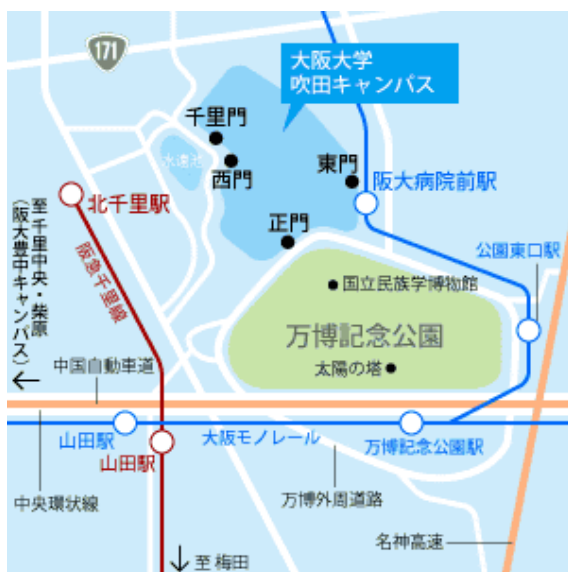 171
大阪大学
吹田キャンパス
千里門
水遠池
西門
東門
阪大病院前駅
北千里駅
正門
公園東口駅
至千里中央・柴原
(阪大豊中キャンパス)
阪急千里線
国立民族学博物館
万博記念公園
太陽の塔
中国自動車道
山田駅
大阪モノレール
万博記念公園駅
山田駅
中央環状線
万博外周道路
名神高速
至 梅田